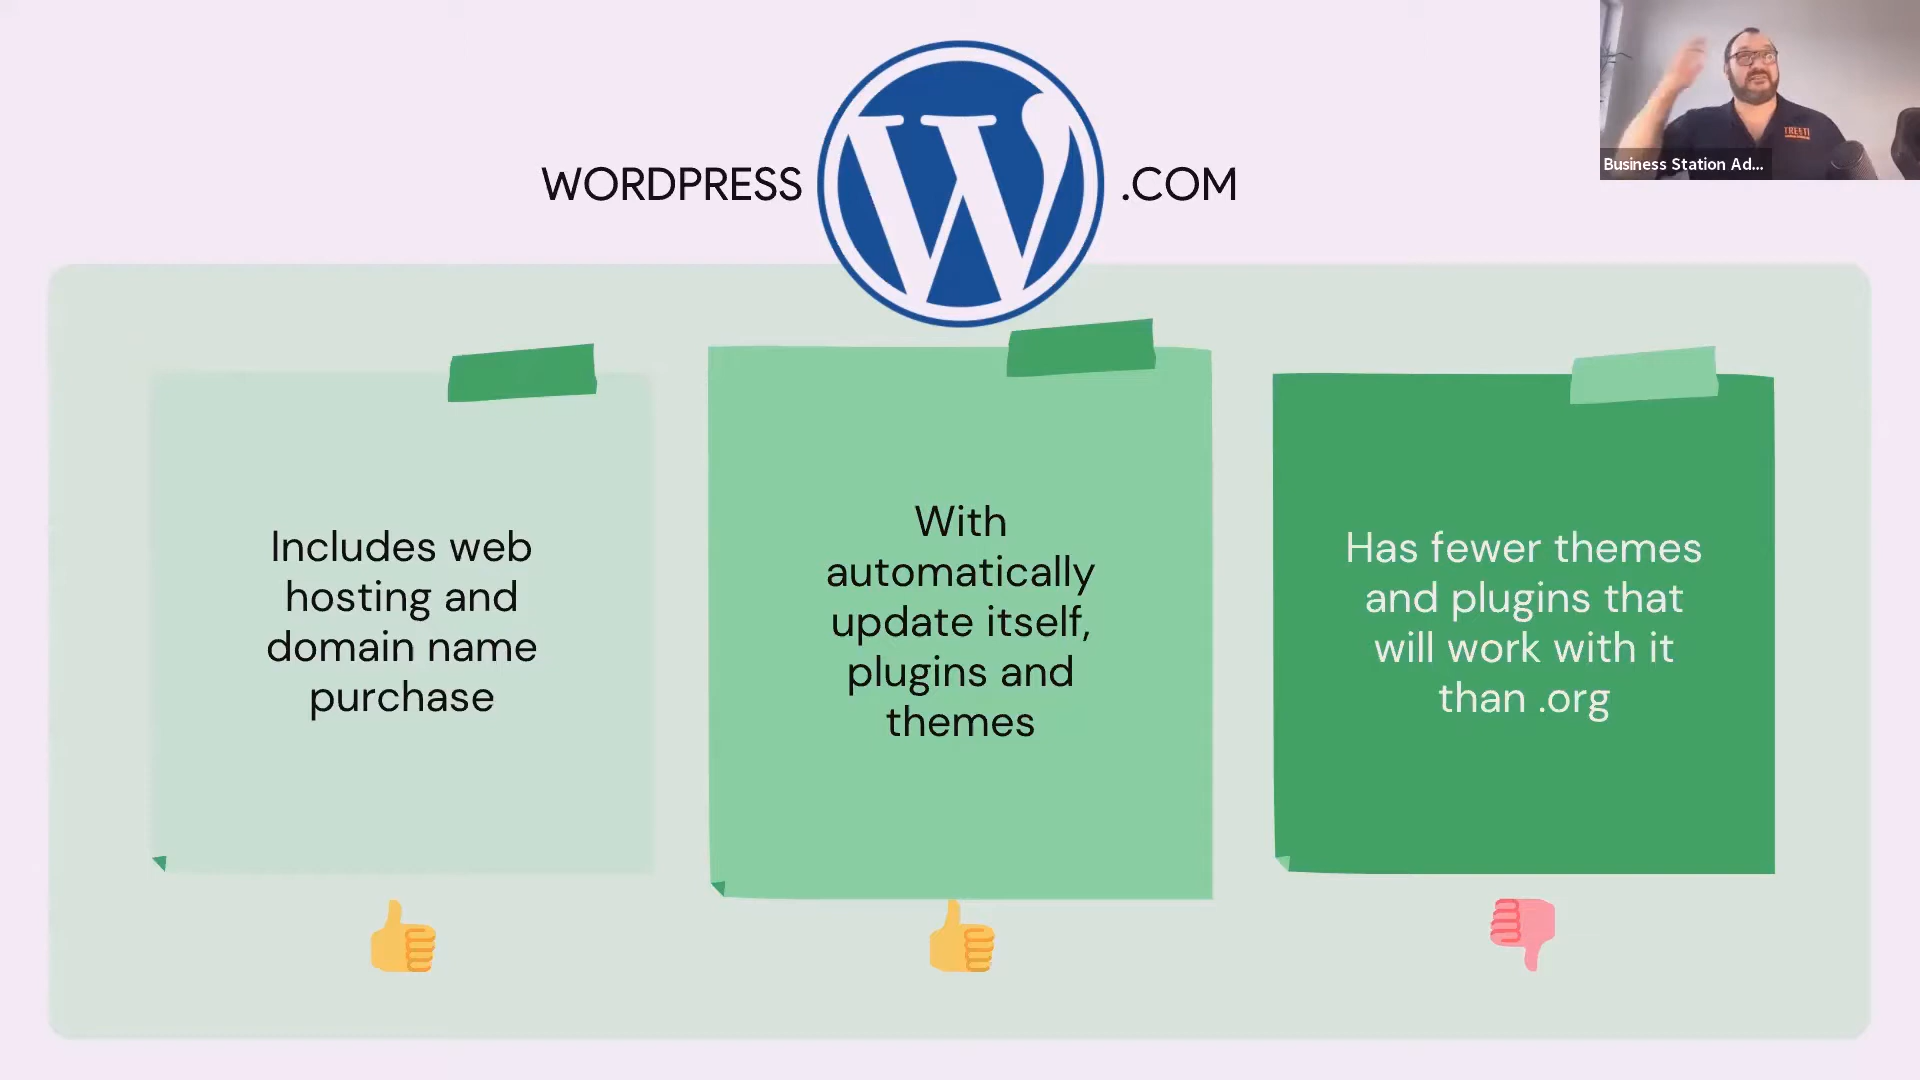 WORDPRESS .COM
Business Station Ad...
Includes web
hosting and
domain name
purchase
With
automatically
update itself,
plugins and
themes
Has fewer themes
and plugins that
will work with it
than .org